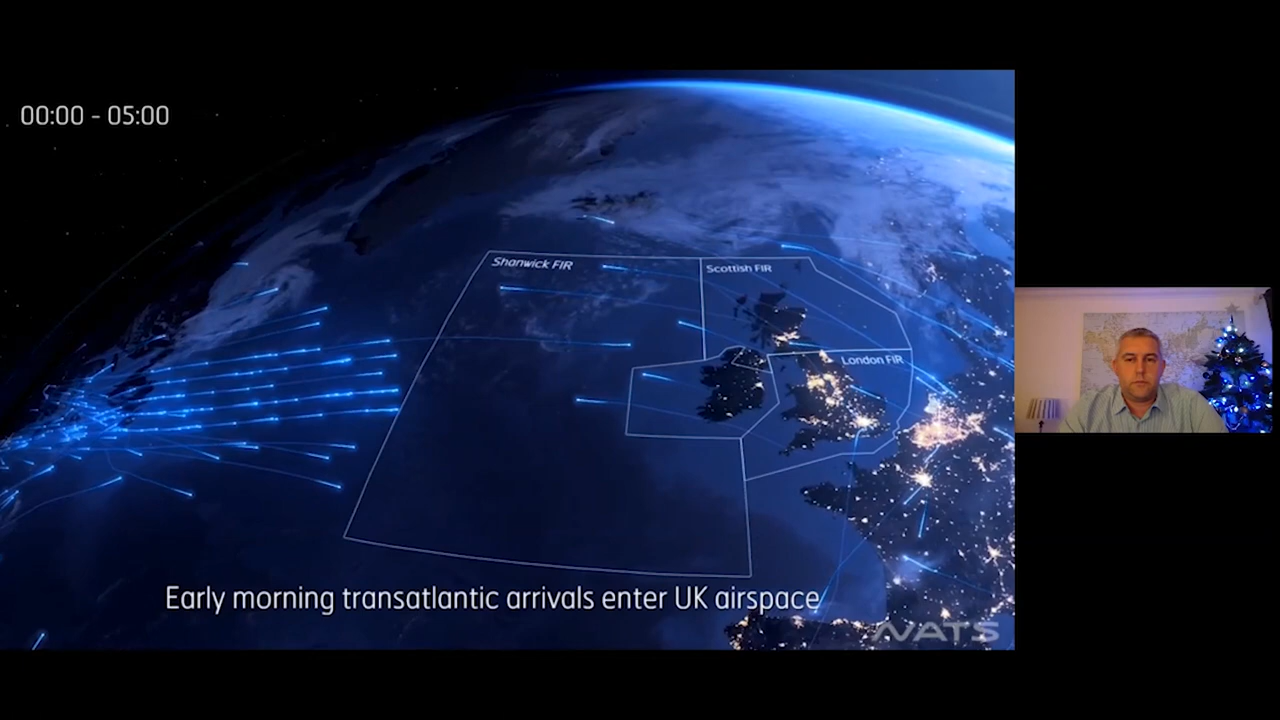 00:00 - 05:00
Shanwick FIR
Scottish FIR
London FIR
Early morning transatlantic arrivals enter UK airspace
NATS